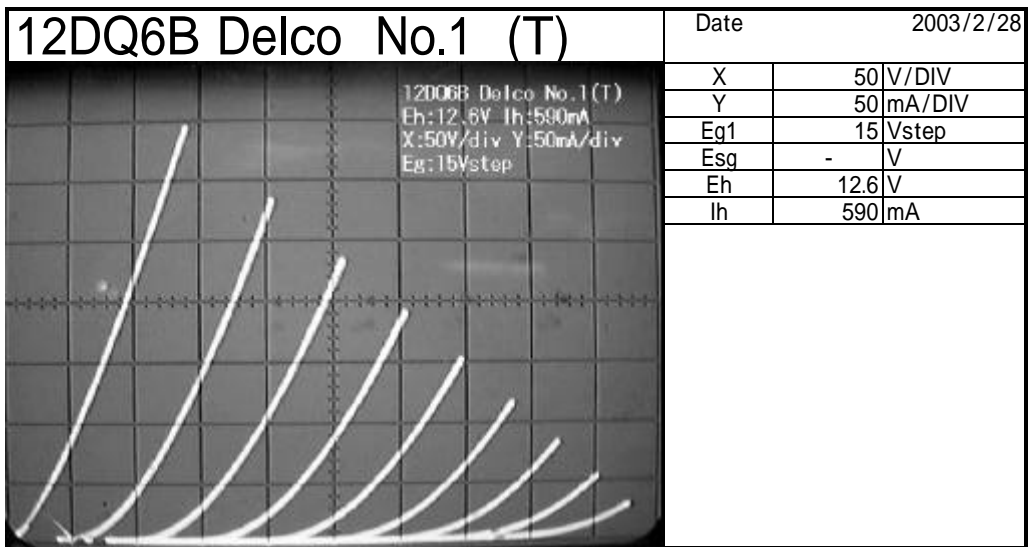 12DQ6B Delco No.1 (T)
Date 2003/2/28
12DQ6B Delco No.1(T)
Eh:12.6V Ih:590mA
X:50V/div Y:50mA/div
Eg:15Vstep
X 50 V/DIV
Y 50 mA/DIV
Eg1 15 Vstep
Esg - V
Eh 12.6 V
Ih 590 mA